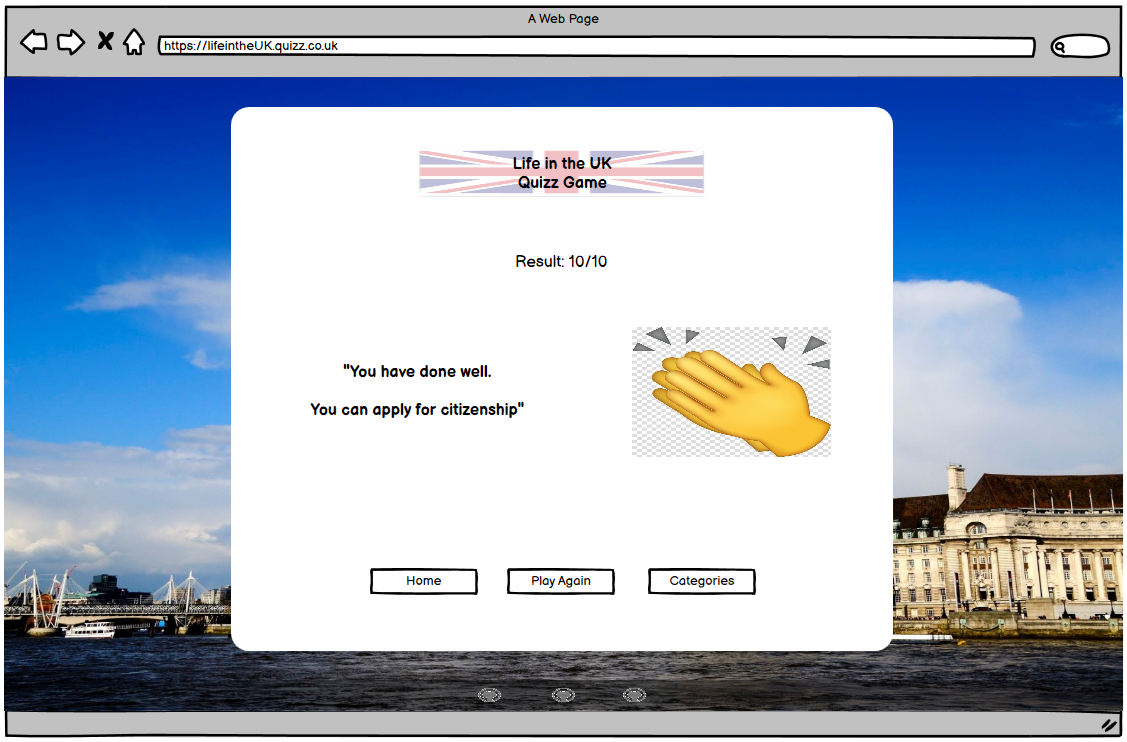 A Web Page
https://lifeintheUK.quizz.co.uk
Life in the UK
Quizz Game
Result: 10/10
"You have done well.
You can apply for citizenship"
Home
Play Again
Categories